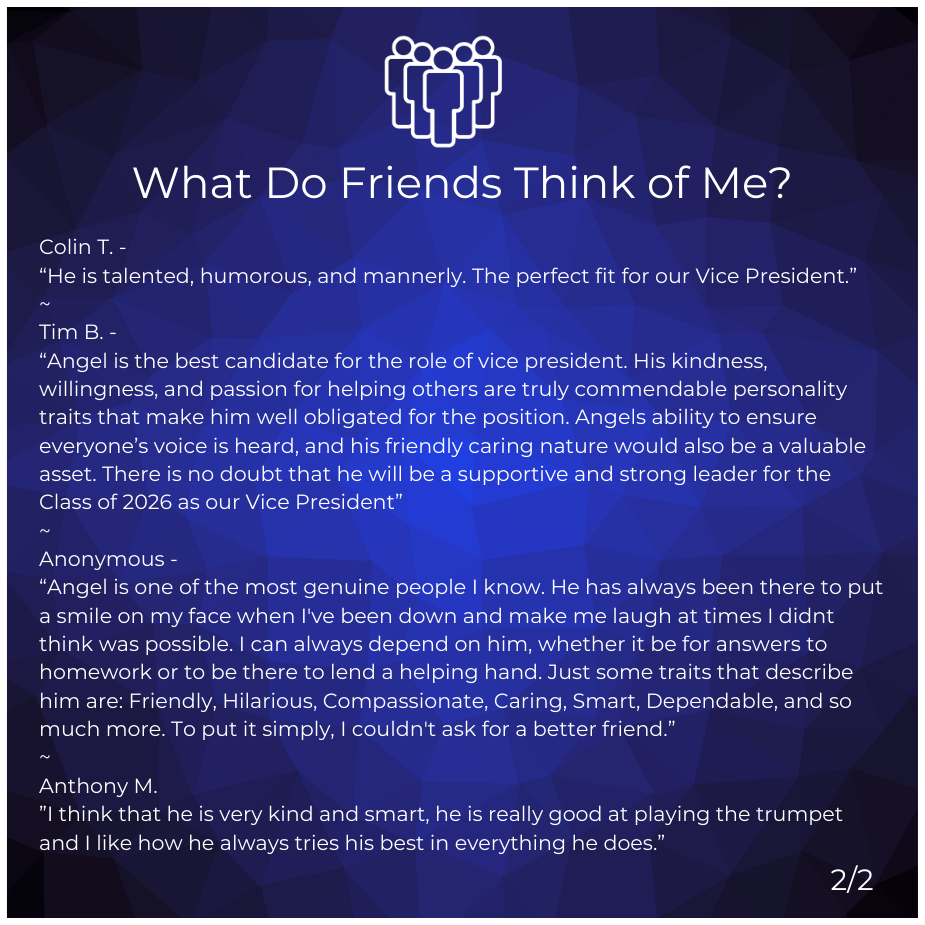 What Do Friends Think of Me?
Colin T. -
“He is talented, humorous, and mannerly. The perfect fit for our Vice President.”
~
Tim B. -
“Angel is the best candidate for the role of vice president. His kindness,
willingness, and passion for helping others are truly commendable personality
traits that make him well obligated for the position. Angels ability to ensure
everyone’s voice is heard, and his friendly caring nature would also be a valuable
asset. There is no doubt that he will be a supportive and strong leader for the
Class of 2026 as our Vice President”
~
Anonymous -
“Angel is one of the most genuine people I know. He has always been there to put
a smile on my face when I've been down and make me laugh at times I didnt
think was possible. I can always depend on him, whether it be for answers to
homework or to be there to lend a helping hand. Just some traits that describe
him are: Friendly, Hilarious, Compassionate, Caring, Smart, Dependable, and so
much more. To put it simply, I couldn't ask for a better friend.”
~
Anthony M.
”I think that he is very kind and smart, he is really good at playing the trumpet
and I like how he always tries his best in everything he does.”
2/2